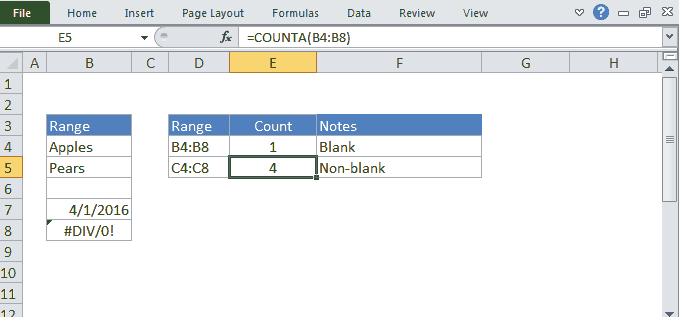 File Home Insert Page Layout Formulas Data Review View ?
E5 fx =COUNTA(B4:B8)
A B C D E F G H
1
2
3 Range Range Count Notes
4 Apples B4:B8 1 Blank
5 Pears C4:C8 4 Non-blank
6
7 4/1/2016
8 #DIV/0!
9
10
11
12